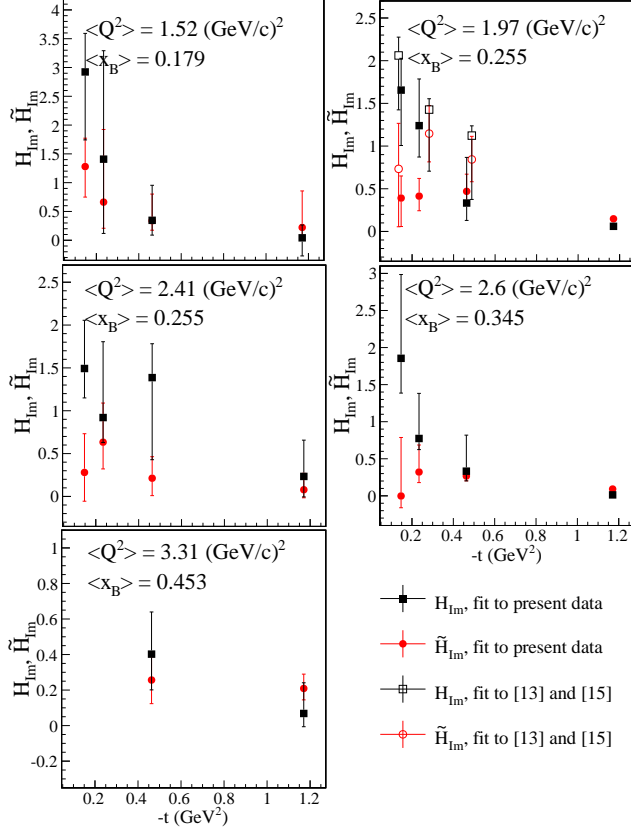 <Q²> = 1.52 (GeV/c)²
<x_B> = 0.179
H_Im, H̃_Im
4
3.5
3
2.5
2
1.5
1
0.5
0
<Q²> = 1.97 (GeV/c)²
<x_B> = 0.255
H_Im, H̃_Im
2.5
2
1.5
1
0.5
0
<Q²> = 2.41 (GeV/c)²
<x_B> = 0.255
H_Im, H̃_Im
2.5
2
1.5
1
0.5
0
<Q²> = 2.6 (GeV/c)²
<x_B> = 0.345
H_Im, H̃_Im
3
2.5
2
1.5
1
0.5
0
0.2 0.4 0.6 0.8 1 1.2
-t (GeV²)
<Q²> = 3.31 (GeV/c)²
<x_B> = 0.453
H_Im, H̃_Im
1
0.8
0.6
0.4
0.2
0
-0.2
0.2 0.4 0.6 0.8 1 1.2
-t (GeV²)
H_Im, fit to present data
H̃_Im, fit to present data
H_Im, fit to [13] and [15]
H̃_Im, fit to [13] and [15]